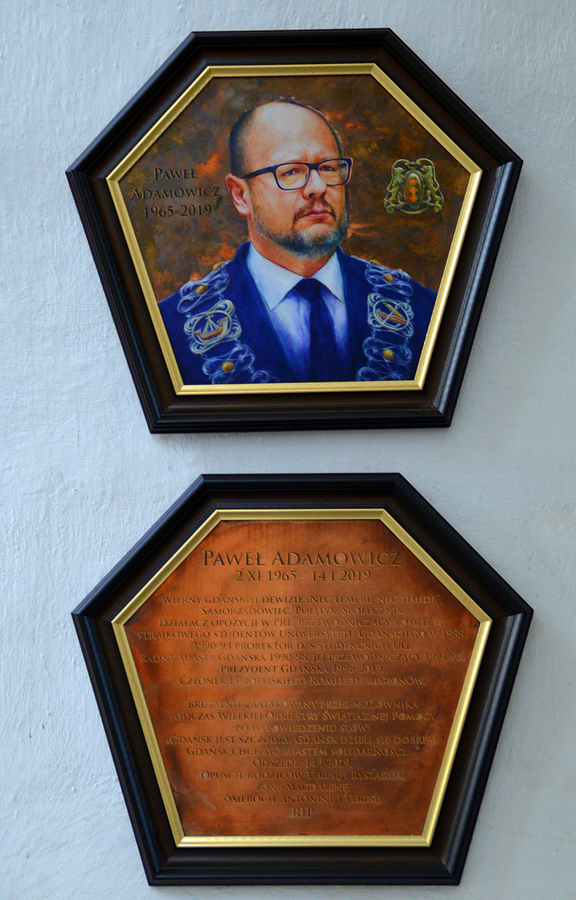 PAWEŁ
ADAMOWICZ
1965-2019
PAWEŁ ADAMOWICZ
2 XI 1965 - 14 I 2019
"WIERNY GDAŃSKIEJ DEWIZIE „NEC TEMERE, NEC TIMIDE".
SAMORZĄDOWIEC, POLITYK, SPOŁECZNIK.
DZIAŁACZ OPOZYCJI W PRL, PRZEWODNICZĄCY KOMITETU
STRAJKOWEGO STUDENTÓW UNIWERSYTETU GDAŃSKIEGO W 1988,
1990-93 PROREKTOR D/S STUDENCKICH UG.
RADNY MIASTA GDAŃSKA 1990-98, JEJ PRZEWODNICZĄCY 1994-98,
PREZYDENT GDAŃSKA 1998-2019,
CZŁONEK EUROPEJSKIEGO KOMITETU REGIONÓW.
BRUTALNIE ZAATAKOWANY PRZEZ NOŻOWNIKA
PODCZAS WIELKIEJ ORKIESTRY ŚWIĄTECZNEJ POMOCY
PO WYPOWIEDZENIU SŁÓW:
„GDAŃSK JEST SZCZODRY, GDAŃSK DZIELI SIĘ DOBREM,
GDAŃSK CHCE BYĆ MIASTEM SOLIDARNOŚCI..."
ODSZEDŁ 14 I 2019.
OPUŚCIŁ RODZICÓW TERESĘ I RYSZARDA,
ŻONĘ MAGDALENĘ,
OSIEROCIŁ ANTONINĘ I TERESĘ.
RIP